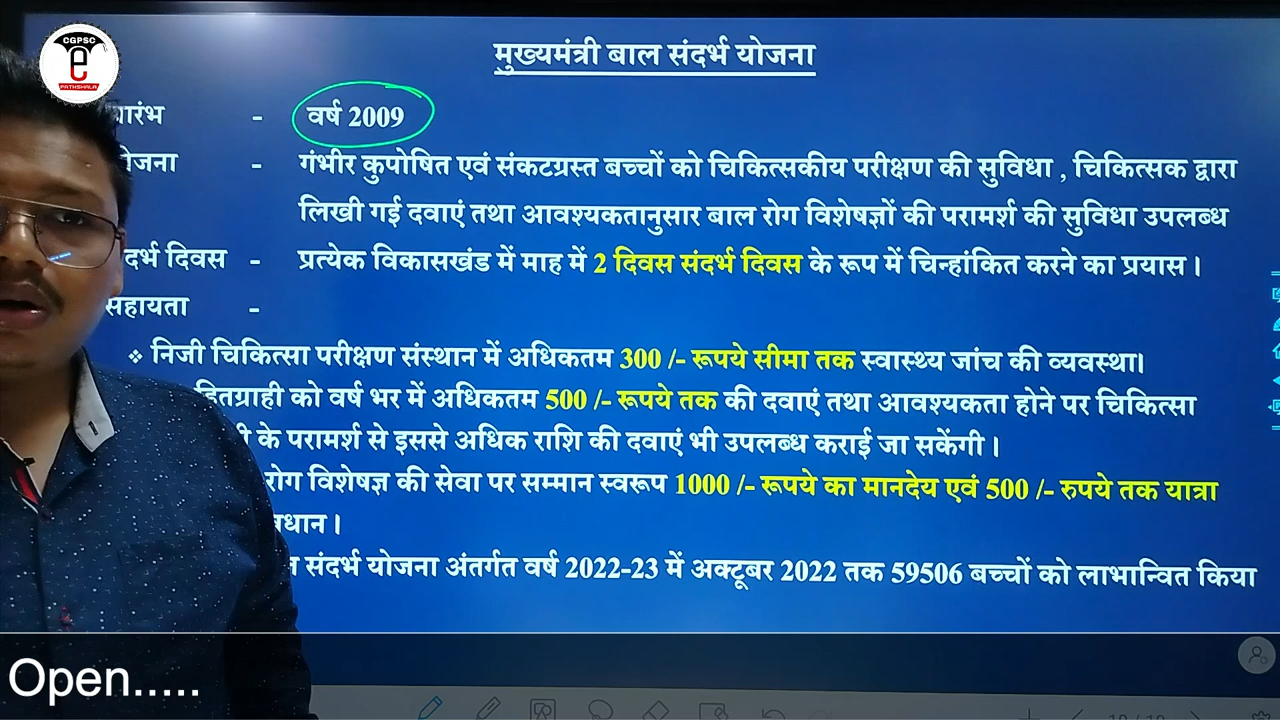 CGPSC
e
PATHSHALA
मुख्यमंत्री बाल संदर्भ योजना
- वर्ष 2009
- गंभीर कुपोषित एवं संकटग्रस्त बच्चों को चिकित्सकीय परीक्षण की सुविधा , चिकित्सक द्वारा
लिखी गई दवाएं तथा आवश्यकतानुसार बाल रोग विशेषज्ञों की परामर्श की सुविधा उपलब्ध
दिवस - प्रत्येक विकासखंड में माह में 2 दिवस संदर्भ दिवस के रूप में चिन्हांकित करने का प्रयास ।
सहायता -
❖ निजी चिकित्सा परीक्षण संस्थान में अधिकतम 300 /- रूपये सीमा तक स्वास्थ्य जांच की व्यवस्था।
हितग्राही को वर्ष भर में अधिकतम 500 /- रूपये तक की दवाएं तथा आवश्यकता होने पर चिकित्सा
के परामर्श से इससे अधिक राशि की दवाएं भी उपलब्ध कराई जा सकेंगी ।
रोग विशेषज्ञ की सेवा पर सम्मान स्वरूप 1000 /- रूपये का मानदेय एवं 500 /- रुपये तक यात्रा
संदर्भ योजना अंतर्गत वर्ष 2022-23 में अक्टूबर 2022 तक 59506 बच्चों को लाभान्वित किया
Open.....